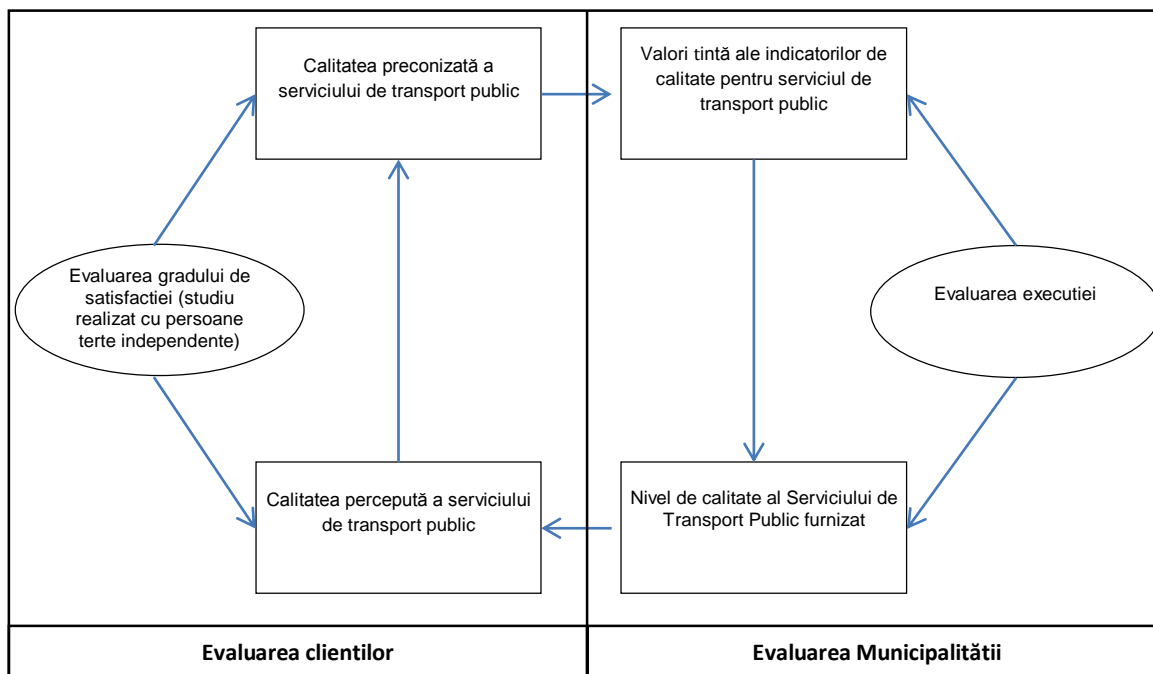 Calitatea preconizată a
serviciului de transport public
Valori tintă ale indicatorilor de
calitate pentru serviciul de
transport public
Evaluarea gradului de
satisfactiei (studiu
realizat cu persoane
terte independente)
Evaluarea executiei
Calitatea percepută a serviciului
de transport public
Nivel de calitate al Serviciului de
Transport Public furnizat
Evaluarea clientilor
Evaluarea Municipalitătii